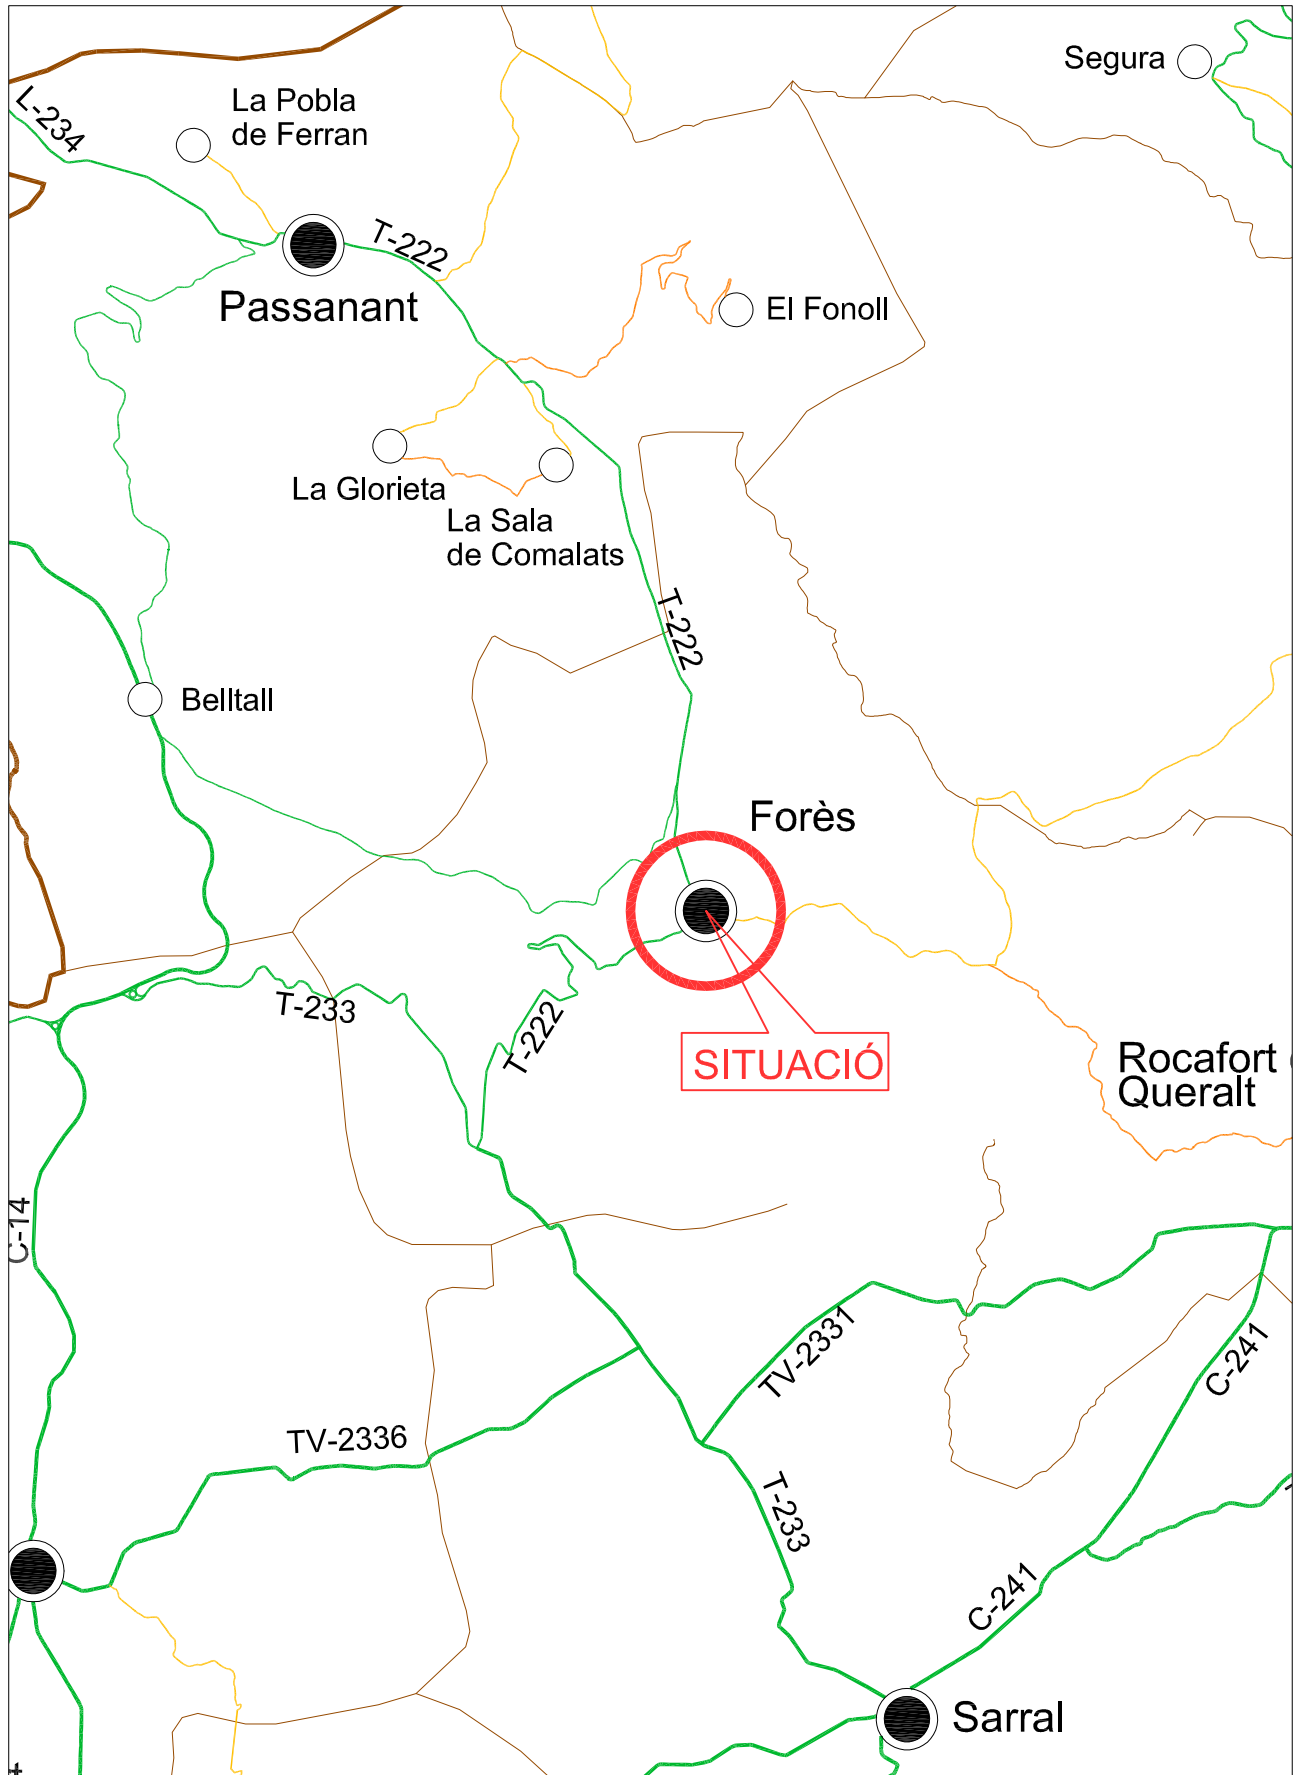 Segura
La Pobla
de Ferran
L-234
T-222
Passanant
El Fonoll
La Glorieta
La Sala
de Comalats
T-222
Belltall
Forès
T-233
T-222
SITUACIÓ
Rocafort
Queralt
C-14
TV-2331
C-241
TV-2336
T-233
C-241
Sarral